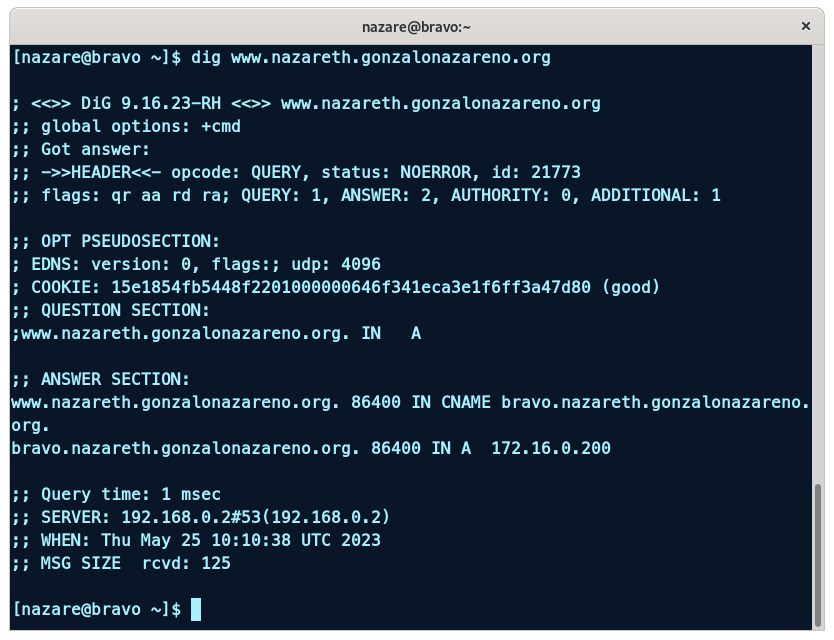 nazare@bravo:~
×
[nazare@bravo ~]$ dig www.nazareth.gonzalonazareno.org
; <<>> DiG 9.16.23-RH <<>> www.nazareth.gonzalonazareno.org
;; global options: +cmd
;; Got answer:
;; ->>HEADER<<- opcode: QUERY, status: NOERROR, id: 21773
;; flags: qr aa rd ra; QUERY: 1, ANSWER: 2, AUTHORITY: 0, ADDITIONAL: 1
;; OPT PSEUDOSECTION:
; EDNS: version: 0, flags:; udp: 4096
; COOKIE: 15e1854fb5448f2201000000646f341eca3e1f6ff3a47d80 (good)
;; QUESTION SECTION:
;www.nazareth.gonzalonazareno.org. IN   A
;; ANSWER SECTION:
www.nazareth.gonzalonazareno.org. 86400 IN CNAME bravo.nazareth.gonzalonazareno.
org.
bravo.nazareth.gonzalonazareno.org. 86400 IN A  172.16.0.200
;; Query time: 1 msec
;; SERVER: 192.168.0.2#53(192.168.0.2)
;; WHEN: Thu May 25 10:10:38 UTC 2023
;; MSG SIZE  rcvd: 125
[nazare@bravo ~]$